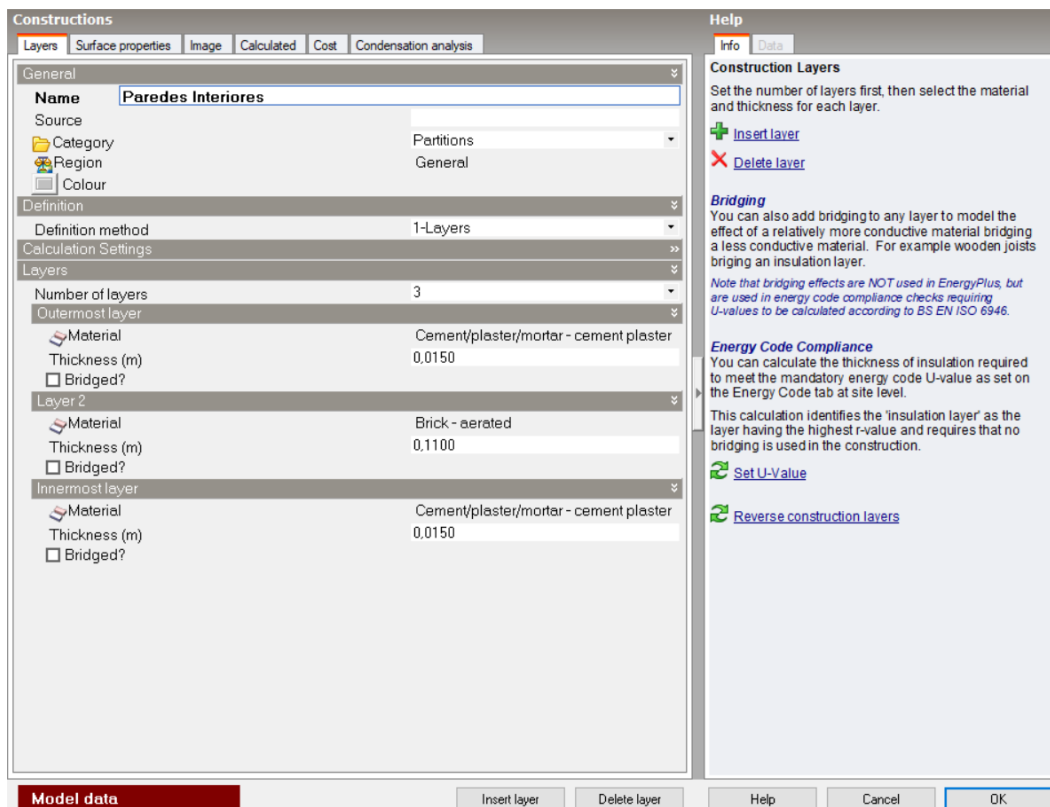 Constructions
Layers Surface properties Image Calculated Cost Condensation analysis
General
Name Paredes Interiores
Source
Category Partitions
Region General
Colour
Definition
Definition method 1-Layers
Calculation Settings
Layers
Number of layers 3
Outermost layer
Material Cement/plaster/mortar - cement plaster
Thickness (m) 0,0150
Bridged?
Layer 2
Material Brick - aerated
Thickness (m) 0,1100
Bridged?
Innermost layer
Material Cement/plaster/mortar - cement plaster
Thickness (m) 0,0150
Bridged?
Model data
Insert layer Delete layer
Help
Info Data
Construction Layers
Set the number of layers first, then select the material
and thickness for each layer.
Insert layer
Delete layer
Bridging
You can also add bridging to any layer to model the
effect of a relatively more conductive material bridging
a less conductive material. For example wooden joists
briging an insulation layer.
Note that bridging effects are NOT used in EnergyPlus, but
are used in energy code compliance checks requiring
U-values to be calculated according to BS EN ISO 6946.
Energy Code Compliance
You can calculate the thickness of insulation required
to meet the mandatory energy code U-value as set on
the Energy Code tab at site level.
This calculation identifies the 'insulation layer' as the
layer having the highest r-value and requires that no
bridging is used in the construction.
Set U-Value
Reverse construction layers
Help Cancel OK